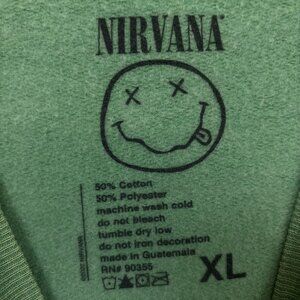 NIRVANA
50% Cotton
50% Polyester
machine wash cold
do not bleach
tumble dry low
do not iron decoration
made in Guatemala
RN# 90355
XL